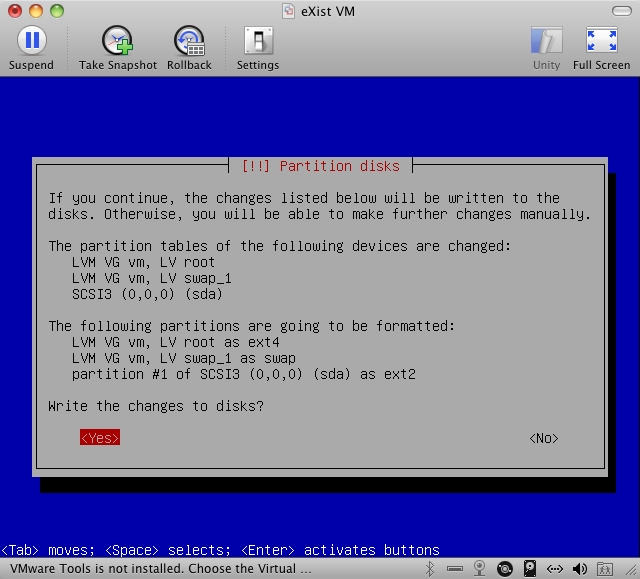 eXist VM
Suspend Take Snapshot Rollback Settings Unity Full Screen
[!!] Partition disks
If you continue, the changes listed below will be written to the
disks. Otherwise, you will be able to make further changes manually.
The partition tables of the following devices are changed:
LVM VG vm, LV root
LVM VG vm, LV swap_1
SCSI3 (0,0,0) (sda)
The following partitions are going to be formatted:
LVM VG vm, LV root as ext4
LVM VG vm, LV swap_1 as swap
partition #1 of SCSI3 (0,0,0) (sda) as ext2
Write the changes to disks?
<Yes> <No>
<Tab> moves; <Space> selects; <Enter> activates buttons
VMware Tools is not installed. Choose the Virtual ...